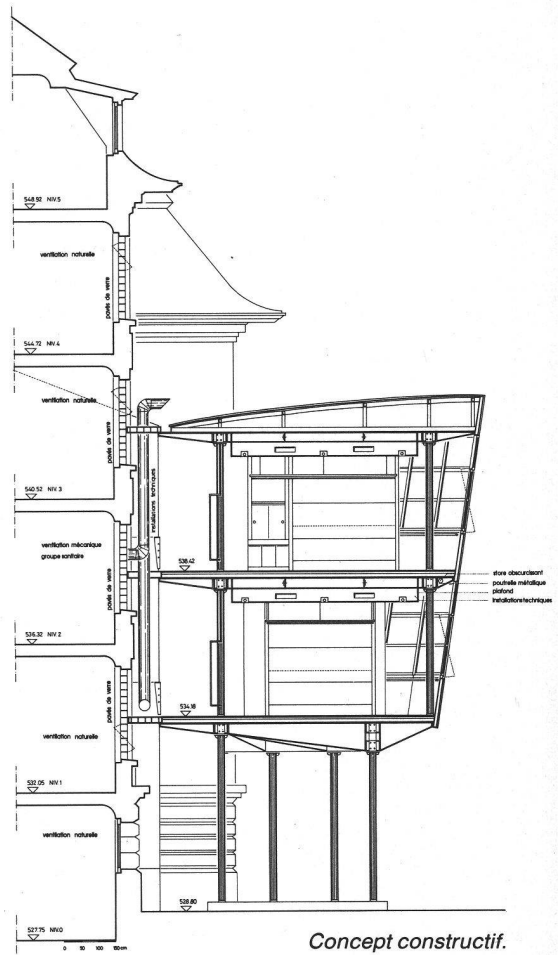 548.92 NIV.5
ventilation naturelle
pavés de verre
544.72 NIV.4
ventilation naturelle
pavés de verre
installations techniques
540.52 NIV.3
ventilation mécanique
groupe sanitaire
pavés de verre
538.42
store obscurcissant
poutrelle métallique
plafond
installations techniques
536.32 NIV 2
pavés de verre
534.18
ventilation naturelle
532.05 NIV.1
ventilation naturelle
528.80
527.75 NIV.0
0 50 100 150cm
Concept constructif.